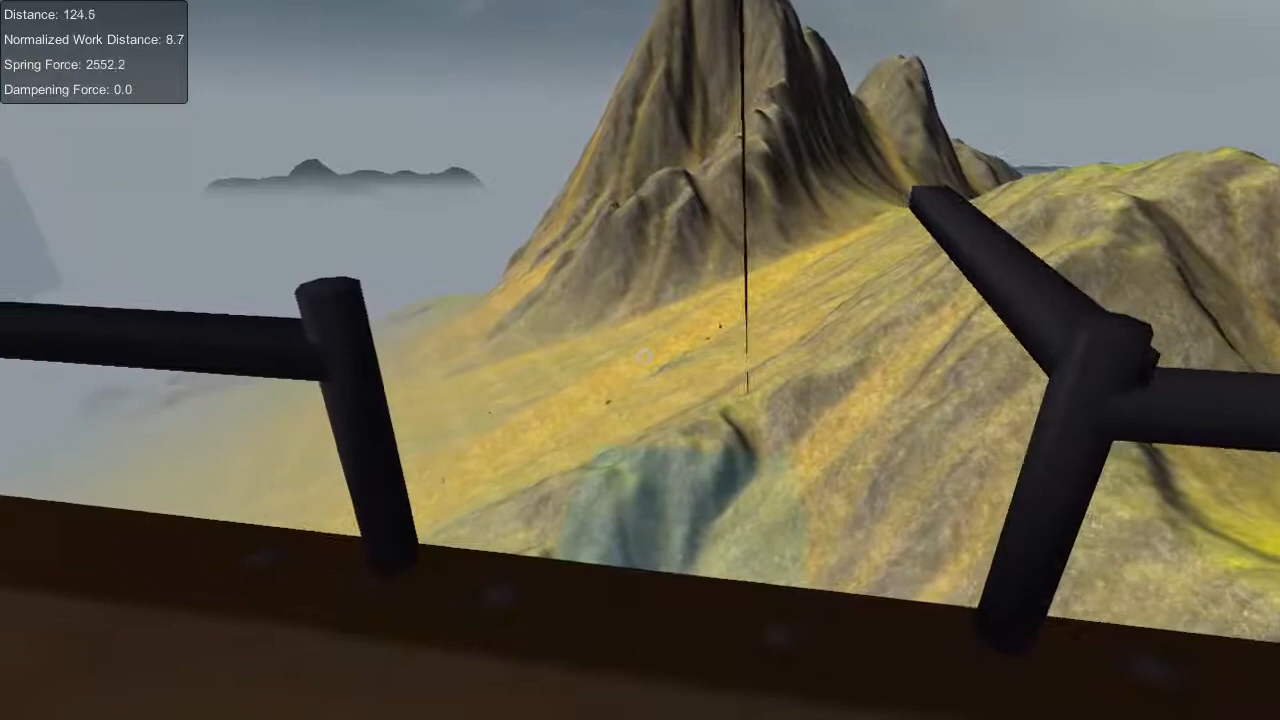 Distance: 124.5
Normalized Work Distance: 8.7
Spring Force: 2552.2
Dampening Force: 0.0